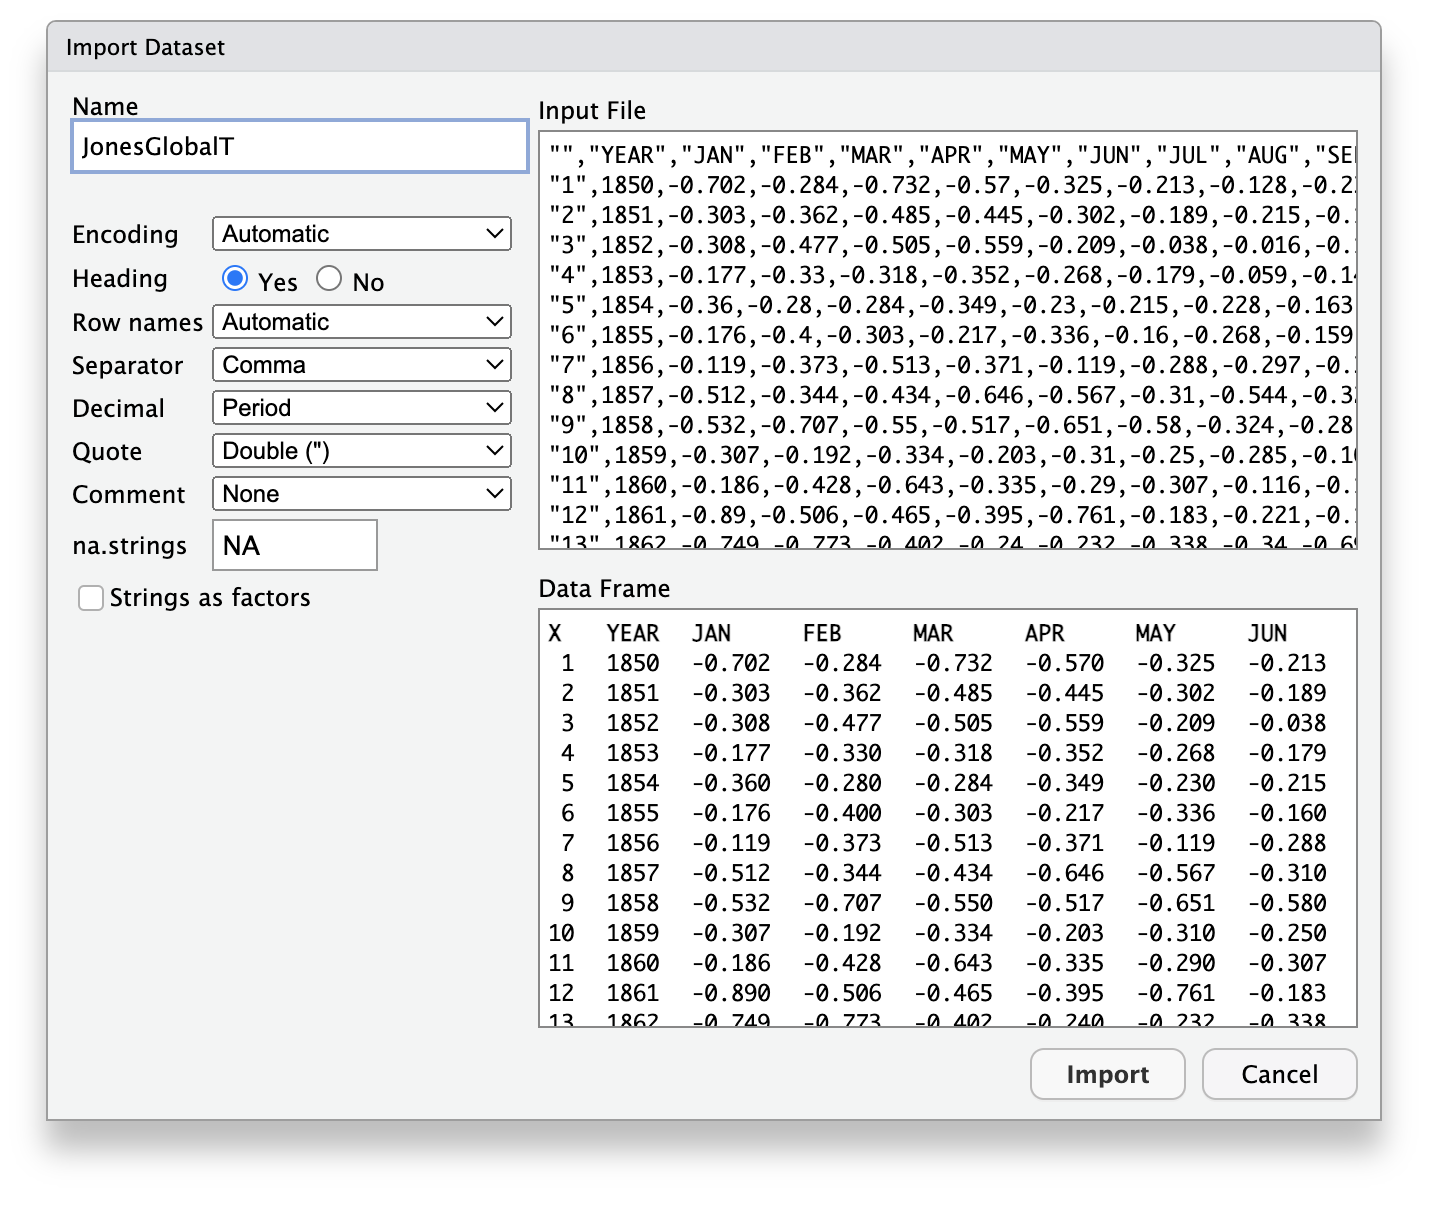 Import Dataset
Name
JonesGlobalT
Encoding Automatic
Heading Yes No
Row names Automatic
Separator Comma
Decimal Period
Quote Double (")
Comment None
na.strings NA
Strings as factors
Input File
"","YEAR","JAN","FEB","MAR","APR","MAY","JUN","JUL","AUG","SE
"1",1850,-0.702,-0.284,-0.732,-0.57,-0.325,-0.213,-0.128,-0.2
"2",1851,-0.303,-0.362,-0.485,-0.445,-0.302,-0.189,-0.215,-0.
"3",1852,-0.308,-0.477,-0.505,-0.559,-0.209,-0.038,-0.016,-0.
"4",1853,-0.177,-0.33,-0.318,-0.352,-0.268,-0.179,-0.059,-0.1
"5",1854,-0.36,-0.28,-0.284,-0.349,-0.23,-0.215,-0.228,-0.163
"6",1855,-0.176,-0.4,-0.303,-0.217,-0.336,-0.16,-0.268,-0.159
"7",1856,-0.119,-0.373,-0.513,-0.371,-0.119,-0.288,-0.297,-0.
"8",1857,-0.512,-0.344,-0.434,-0.646,-0.567,-0.31,-0.544,-0.3
"9",1858,-0.532,-0.707,-0.55,-0.517,-0.651,-0.58,-0.324,-0.28
"10",1859,-0.307,-0.192,-0.334,-0.203,-0.31,-0.25,-0.285,-0.1
"11",1860,-0.186,-0.428,-0.643,-0.335,-0.29,-0.307,-0.116,-0.
"12",1861,-0.89,-0.506,-0.465,-0.395,-0.761,-0.183,-0.221,-0.
"13",1862,-0.749,-0.773,-0.402,-0.24,-0.232,-0.338,-0.34,-0.6
Data Frame
X YEAR JAN FEB MAR APR MAY JUN
1 1850 -0.702 -0.284 -0.732 -0.570 -0.325 -0.213
2 1851 -0.303 -0.362 -0.485 -0.445 -0.302 -0.189
3 1852 -0.308 -0.477 -0.505 -0.559 -0.209 -0.038
4 1853 -0.177 -0.330 -0.318 -0.352 -0.268 -0.179
5 1854 -0.360 -0.280 -0.284 -0.349 -0.230 -0.215
6 1855 -0.176 -0.400 -0.303 -0.217 -0.336 -0.160
7 1856 -0.119 -0.373 -0.513 -0.371 -0.119 -0.288
8 1857 -0.512 -0.344 -0.434 -0.646 -0.567 -0.310
9 1858 -0.532 -0.707 -0.550 -0.517 -0.651 -0.580
10 1859 -0.307 -0.192 -0.334 -0.203 -0.310 -0.250
11 1860 -0.186 -0.428 -0.643 -0.335 -0.290 -0.307
12 1861 -0.890 -0.506 -0.465 -0.395 -0.761 -0.183
13 1862 -0.749 -0.773 -0.402 -0.240 -0.232 -0.338
Import Cancel